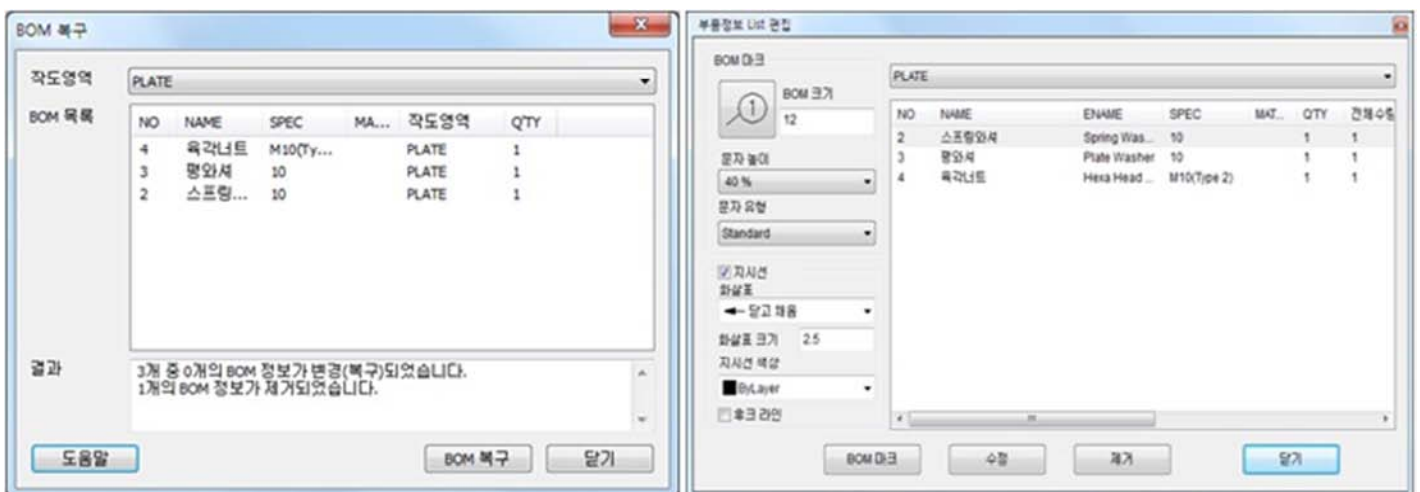 BOM 복구
작도영역 PLATE
BOM 목록
NO NAME SPEC MA... 작도영역 Q'TY
4 육각너트 M10(Ty... PLATE 1
3 평와셔 10 PLATE 1
2 스프링... 10 PLATE 1
결과
3개 중 0개의 BOM 정보가 변경(복구)되었습니다.
1개의 BOM 정보가 제거되었습니다.
도움말 BOM 복구 닫기
부품정보 List 편집
BOM 마크
1
BOM 크기
12
문자 높이
40 %
문자 유형
Standard
지시선
화살표
닫고 채움
화살표 크기 2.5
지시선 색상
ByLayer
후크 라인
PLATE
NO NAME ENAME SPEC MAT... Q'TY 전체수량
2 스프링와셔 Spring Was... 10 1 1
3 평와셔 Plate Washer 10 1 1
4 육각너트 Hexa Head ... M10(Type 2) 1 1
BOM 마크 수정 제거 닫기